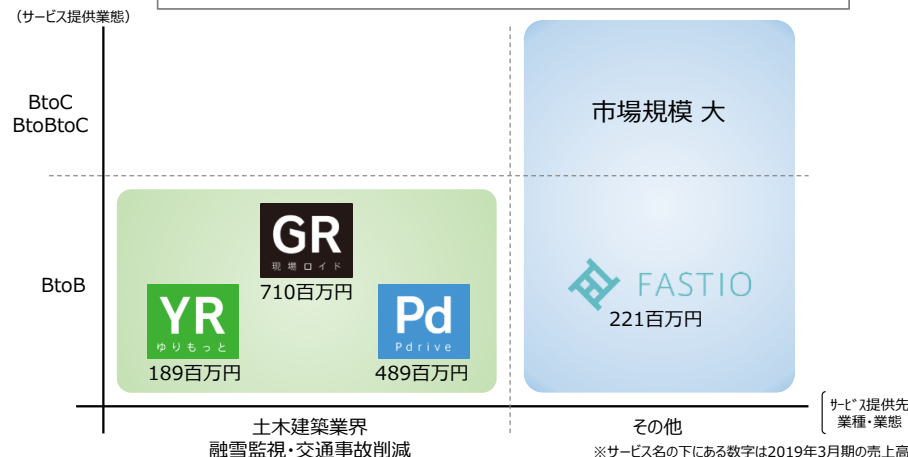 （サービス提供業態）
BtoC
BtoBtoC
市場規模 大
BtoB
GR
現場ロイド
710百万円
YR
ゆりもっと
189百万円
Pd
Pdrive
489百万円
FASTIO
221百万円
土木建築業界
融雪監視・交通事故削減
その他
ｻｰﾋﾞｽ提供先
業種・業態
※サービス名の下にある数字は2019年3月期の売上高